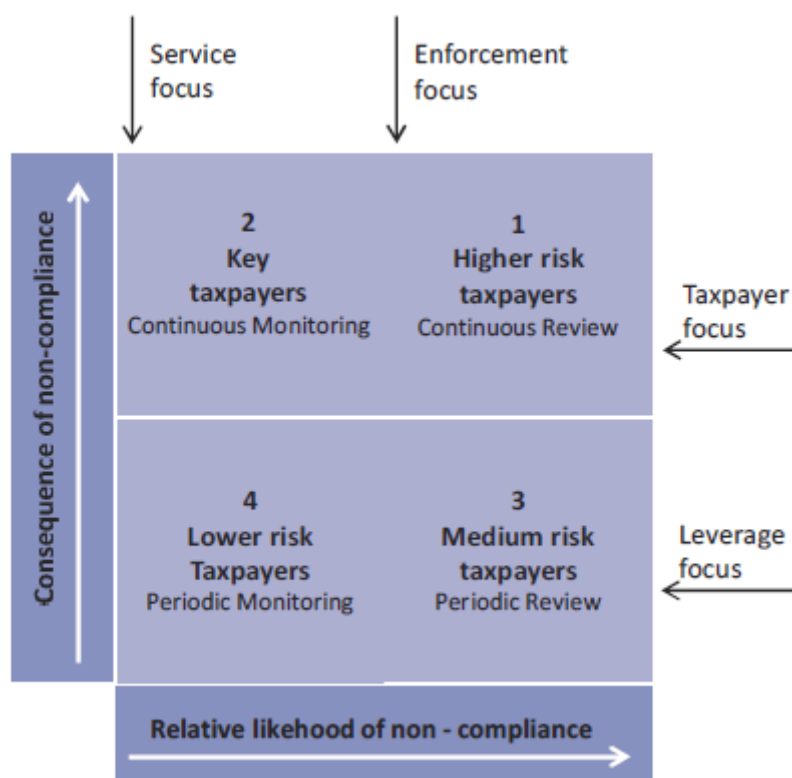 Service
focus
Enforcement
focus
Consequence of non-compliance
2
Key
taxpayers
Continuous Monitoring
1
Higher risk
taxpayers
Continuous Review
Taxpayer
focus
4
Lower risk
Taxpayers
Periodic Monitoring
3
Medium risk
taxpayers
Periodic Review
Leverage
focus
Relative likehood of non - compliance